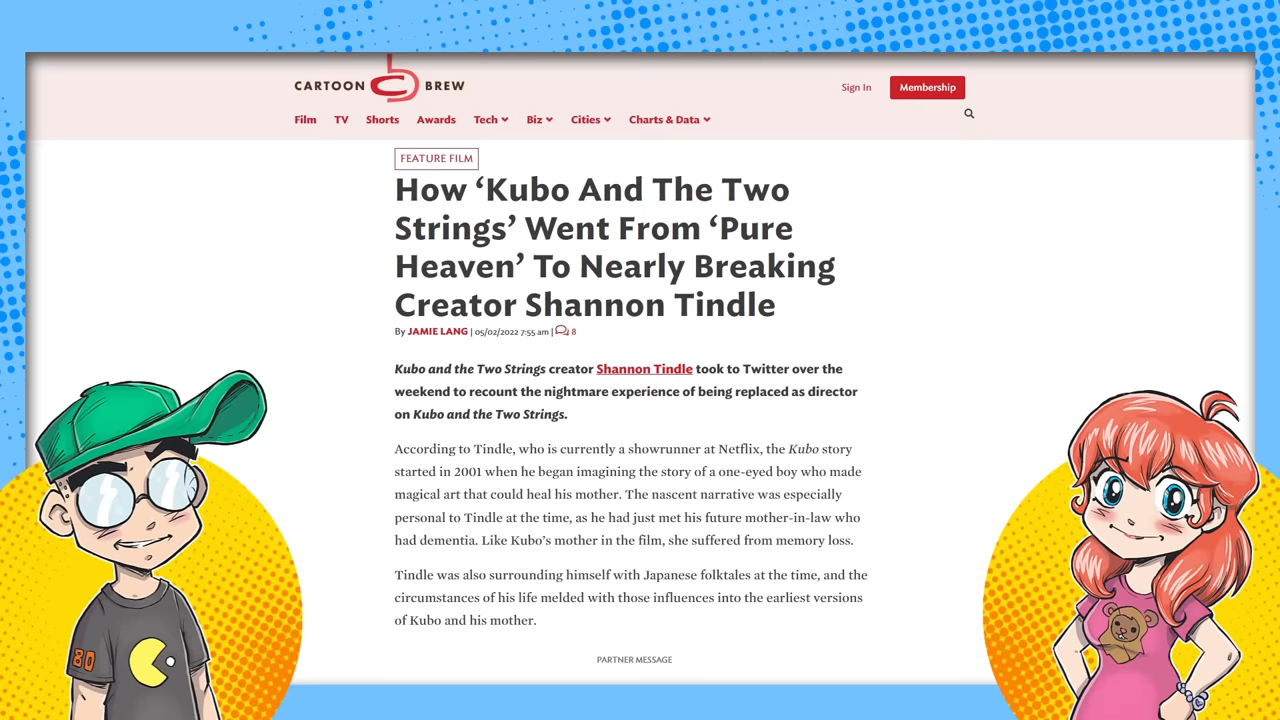 CARTOON BREW
Sign In
Membership
Film TV Shorts Awards Tech Biz Cities Charts & Data
FEATURE FILM
How ‘Kubo And The Two
Strings’ Went From ‘Pure
Heaven’ To Nearly Breaking
Creator Shannon Tindle
By JAMIE LANG | 05/02/2022 7:55 am | 8
Kubo and the Two Strings creator Shannon Tindle took to Twitter over the
weekend to recount the nightmare experience of being replaced as director
on Kubo and the Two Strings.
According to Tindle, who is currently a showrunner at Netflix, the Kubo story
started in 2001 when he began imagining the story of a one-eyed boy who made
magical art that could heal his mother. The nascent narrative was especially
personal to Tindle at the time, as he had just met his future mother-in-law who
had dementia. Like Kubo’s mother in the film, she suffered from memory loss.
Tindle was also surrounding himself with Japanese folktales at the time, and the
circumstances of his life melded with those influences into the earliest versions
of Kubo and his mother.
PARTNER MESSAGE
80